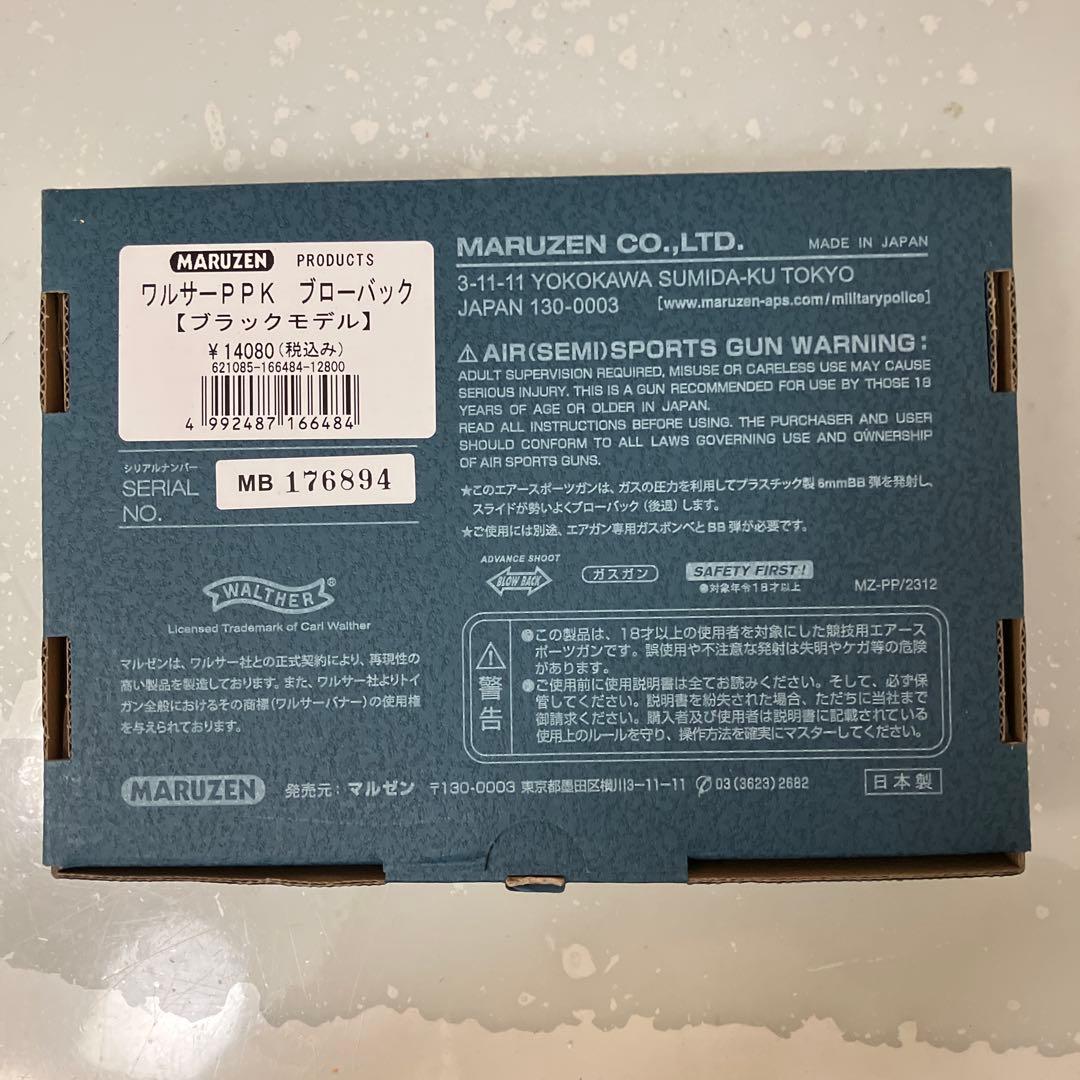 MARUZEN PRODUCTS
ワルサーPPK ブローバック
【ブラックモデル】
￥14080(税込み)
621085-166484-12800
4 992487 166484
シリアルナンバー
SERIAL NO.
MB 176894
WALTHER®
Licensed Trademark of Carl Walther
マルゼンは、ワルサー社との正式契約により、再現性の
高い製品を製造しております。また、ワルサー社よりトイ
ガン全般におけるその商標(ワルサーバナー)の使用権
を与えられております。
MARUZEN CO.,LTD. MADE IN JAPAN
3-11-11 YOKOKAWA SUMIDA-KU TOKYO
JAPAN 130-0003 [www.maruzen-aps.com/militarypolice]
⚠ AIR(SEMI)SPORTS GUN WARNING:
ADULT SUPERVISION REQUIRED, MISUSE OR CARELESS USE MAY CAUSE
SERIOUS INJURY. THIS IS A GUN RECOMMENDED FOR USE BY THOSE 18
YEARS OF AGE OR OLDER IN JAPAN.
READ ALL INSTRUCTIONS BEFORE USING. THE PURCHASER AND USER
SHOULD CONFORM TO ALL LAWS GOVERNING USE AND OWNERSHIP
OF AIR SPORTS GUNS.
★このエアースポーツガンは、ガスの圧力を利用してプラスチック製6mmBB弾を発射し、
スライドが勢いよくブローバック(後退)します。
★ご使用には別途、エアガン専用ガスボンベとBB弾が必要です。
ADVANCE SHOOT
BLOW BACK
ガスガン
SAFETY FIRST!
●対象年令18才以上
MZ-PP/2312
⚠警告
●この製品は、18才以上の使用者を対象にした競技用エアース
ポーツガンです。誤使用や不注意な発射は失明やケガ等の危険
があります。
●ご使用前に使用説明書は全てお読みください。そして、必ず保
管してください。説明書を紛失された場合、ただちに当社まで
御請求ください。購入者及び使用者は説明書に記載されている
使用上のルールを守り、操作方法を確実にマスターしてください。
MARUZEN 発売元:マルゼン 〒130-0003 東京都墨田区横川3-11-11 ✆03(3623)2682 日本製